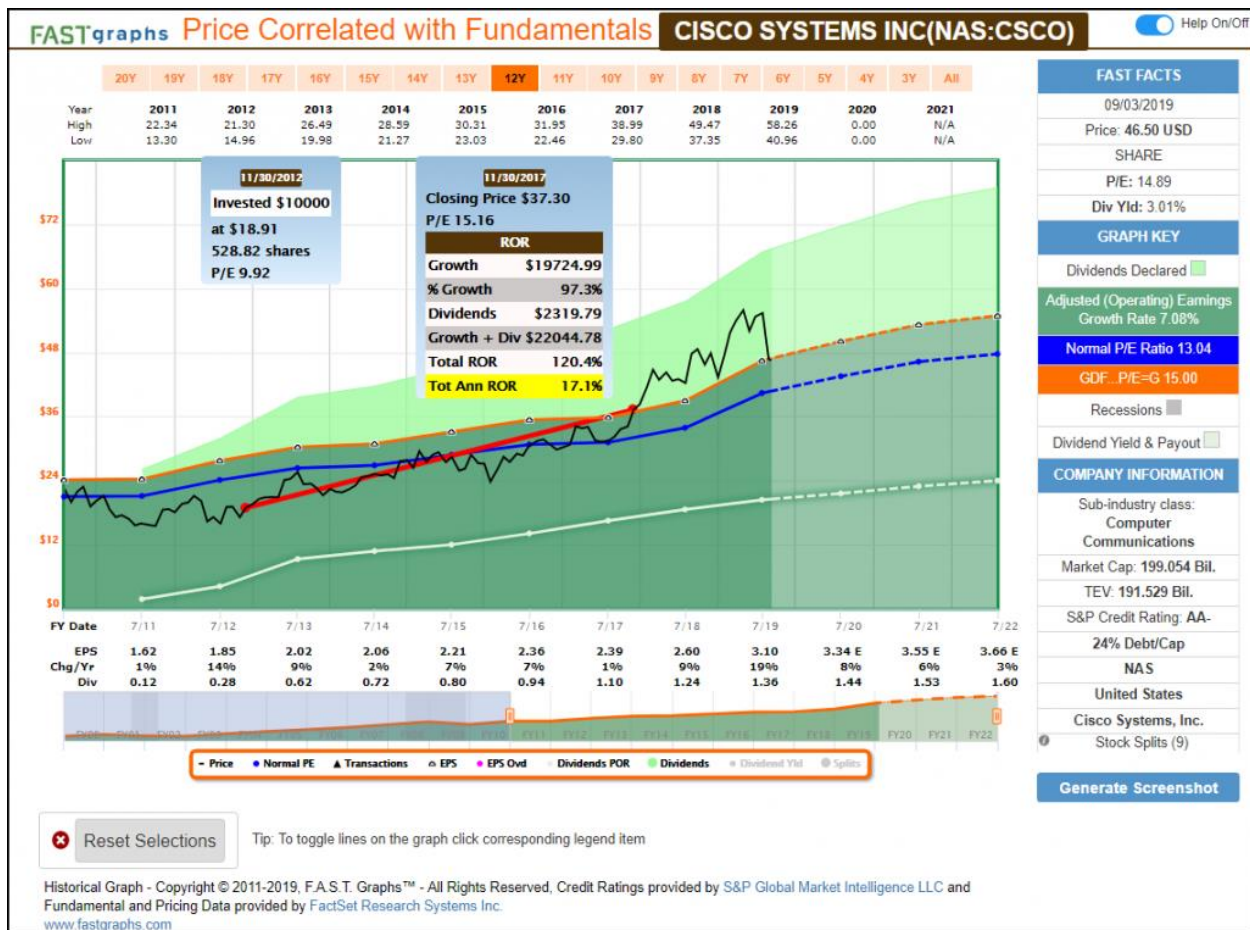 FAST graphs Price Correlated with Fundamentals CISCO SYSTEMS INC(NAS:CSCO) Help On/Off
20Y 19Y 18Y 17Y 16Y 15Y 14Y 13Y 12Y 11Y 10Y 9Y 8Y 7Y 6Y 5Y 4Y 3Y All
Year 2011 2012 2013 2014 2015 2016 2017 2018 2019 2020 2021
High 22.34 21.30 26.49 28.59 30.31 31.95 38.99 49.47 58.26 0.00 N/A
Low 13.30 14.96 19.98 21.27 23.03 22.46 29.80 37.35 40.96 0.00 N/A
11/30/2012
Invested $10000
at $18.91
528.82 shares
P/E 9.92
11/30/2017
Closing Price $37.30
P/E 15.16
ROR
Growth $19724.99
% Growth 97.3%
Dividends $2319.79
Growth + Div $22044.78
Total ROR 120.4%
Tot Ann ROR 17.1%
$72
$60
$48
$36
$24
$12
$0
FY Date 7/11 7/12 7/13 7/14 7/15 7/16 7/17 7/18 7/19 7/20 7/21 7/22
EPS 1.62 1.85 2.02 2.06 2.21 2.36 2.39 2.60 3.10 3.34 E 3.55 E 3.66 E
Chg/Yr 1% 14% 9% 2% 7% 7% 1% 9% 19% 8% 6% 3%
Div 0.12 0.28 0.62 0.72 0.80 0.94 1.10 1.24 1.36 1.44 1.53 1.60
FY20 FY21 FY22
Price Normal PE Transactions EPS EPS Ovd Dividends POR Dividends Dividend Yld Splits
FAST FACTS
09/03/2019
Price: 46.50 USD
SHARE
P/E: 14.89
Div Yld: 3.01%
GRAPH KEY
Dividends Declared
Adjusted (Operating) Earnings
Growth Rate 7.08%
Normal P/E Ratio 13.04
GDF...P/E=G 15.00
Recessions
Dividend Yield & Payout
COMPANY INFORMATION
Sub-industry class:
Computer
Communications
Market Cap: 199.054 Bil.
TEV: 191.529 Bil.
S&P Credit Rating: AA-
24% Debt/Cap
NAS
United States
Cisco Systems, Inc.
Stock Splits (9)
Generate Screenshot
Reset Selections Tip: To toggle lines on the graph click corresponding legend item
Historical Graph - Copyright © 2011-2019, F.A.S.T. Graphs™ - All Rights Reserved, Credit Ratings provided by S&P Global Market Intelligence LLC and
Fundamental and Pricing Data provided by FactSet Research Systems Inc.
www.fastgraphs.com